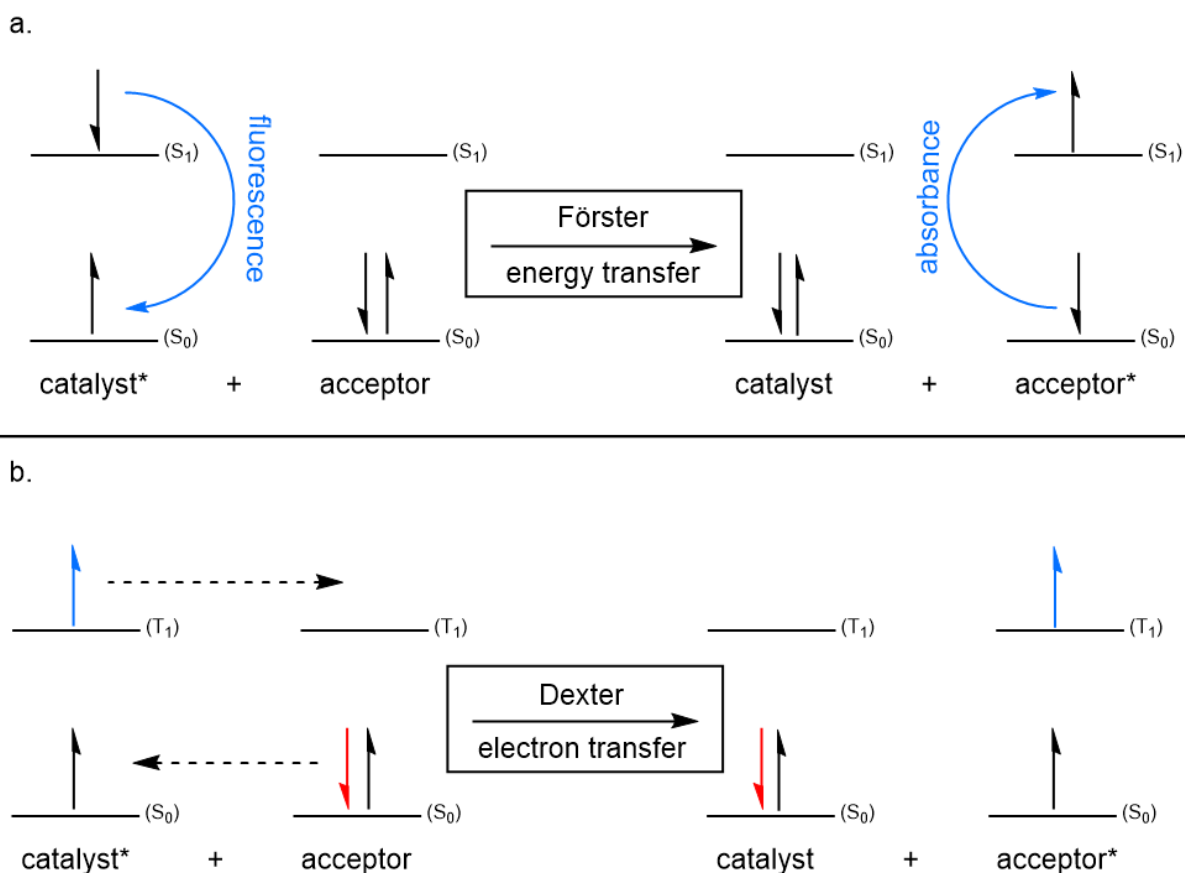 a.
fluorescence
(S₁)
(S₁)
(S₁)
(S₁)
Förster
energy transfer
absorbance
(S₀)
(S₀)
(S₀)
(S₀)
catalyst* + acceptor catalyst + acceptor*
b.
(T₁)
(T₁)
(T₁)
(T₁)
Dexter
electron transfer
(S₀)
(S₀)
(S₀)
(S₀)
catalyst* + acceptor catalyst + acceptor*